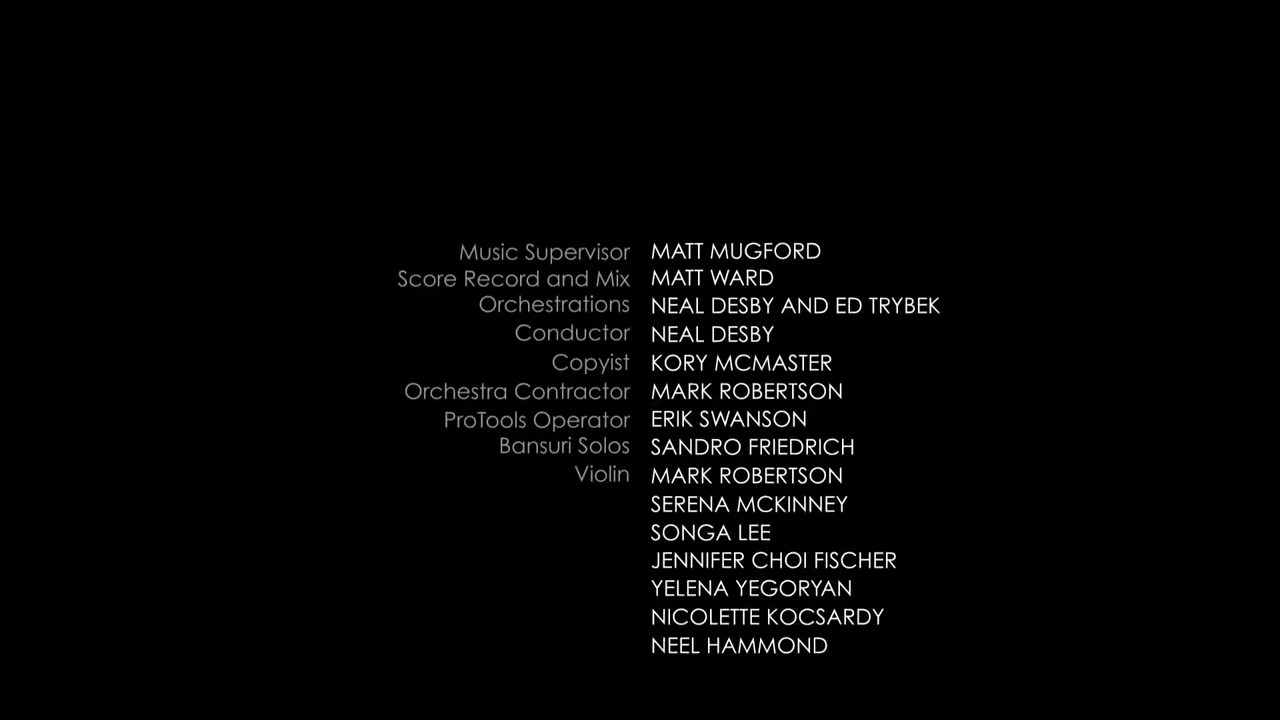 Music Supervisor MATT MUGFORD
Score Record and Mix MATT WARD
Orchestrations NEAL DESBY AND ED TRYBEK
Conductor NEAL DESBY
Copyist KORY MCMASTER
Orchestra Contractor MARK ROBERTSON
ProTools Operator ERIK SWANSON
Bansuri Solos SANDRO FRIEDRICH
Violin MARK ROBERTSON
SERENA MCKINNEY
SONGA LEE
JENNIFER CHOI FISCHER
YELENA YEGORYAN
NICOLETTE KOCSARDY
NEEL HAMMOND